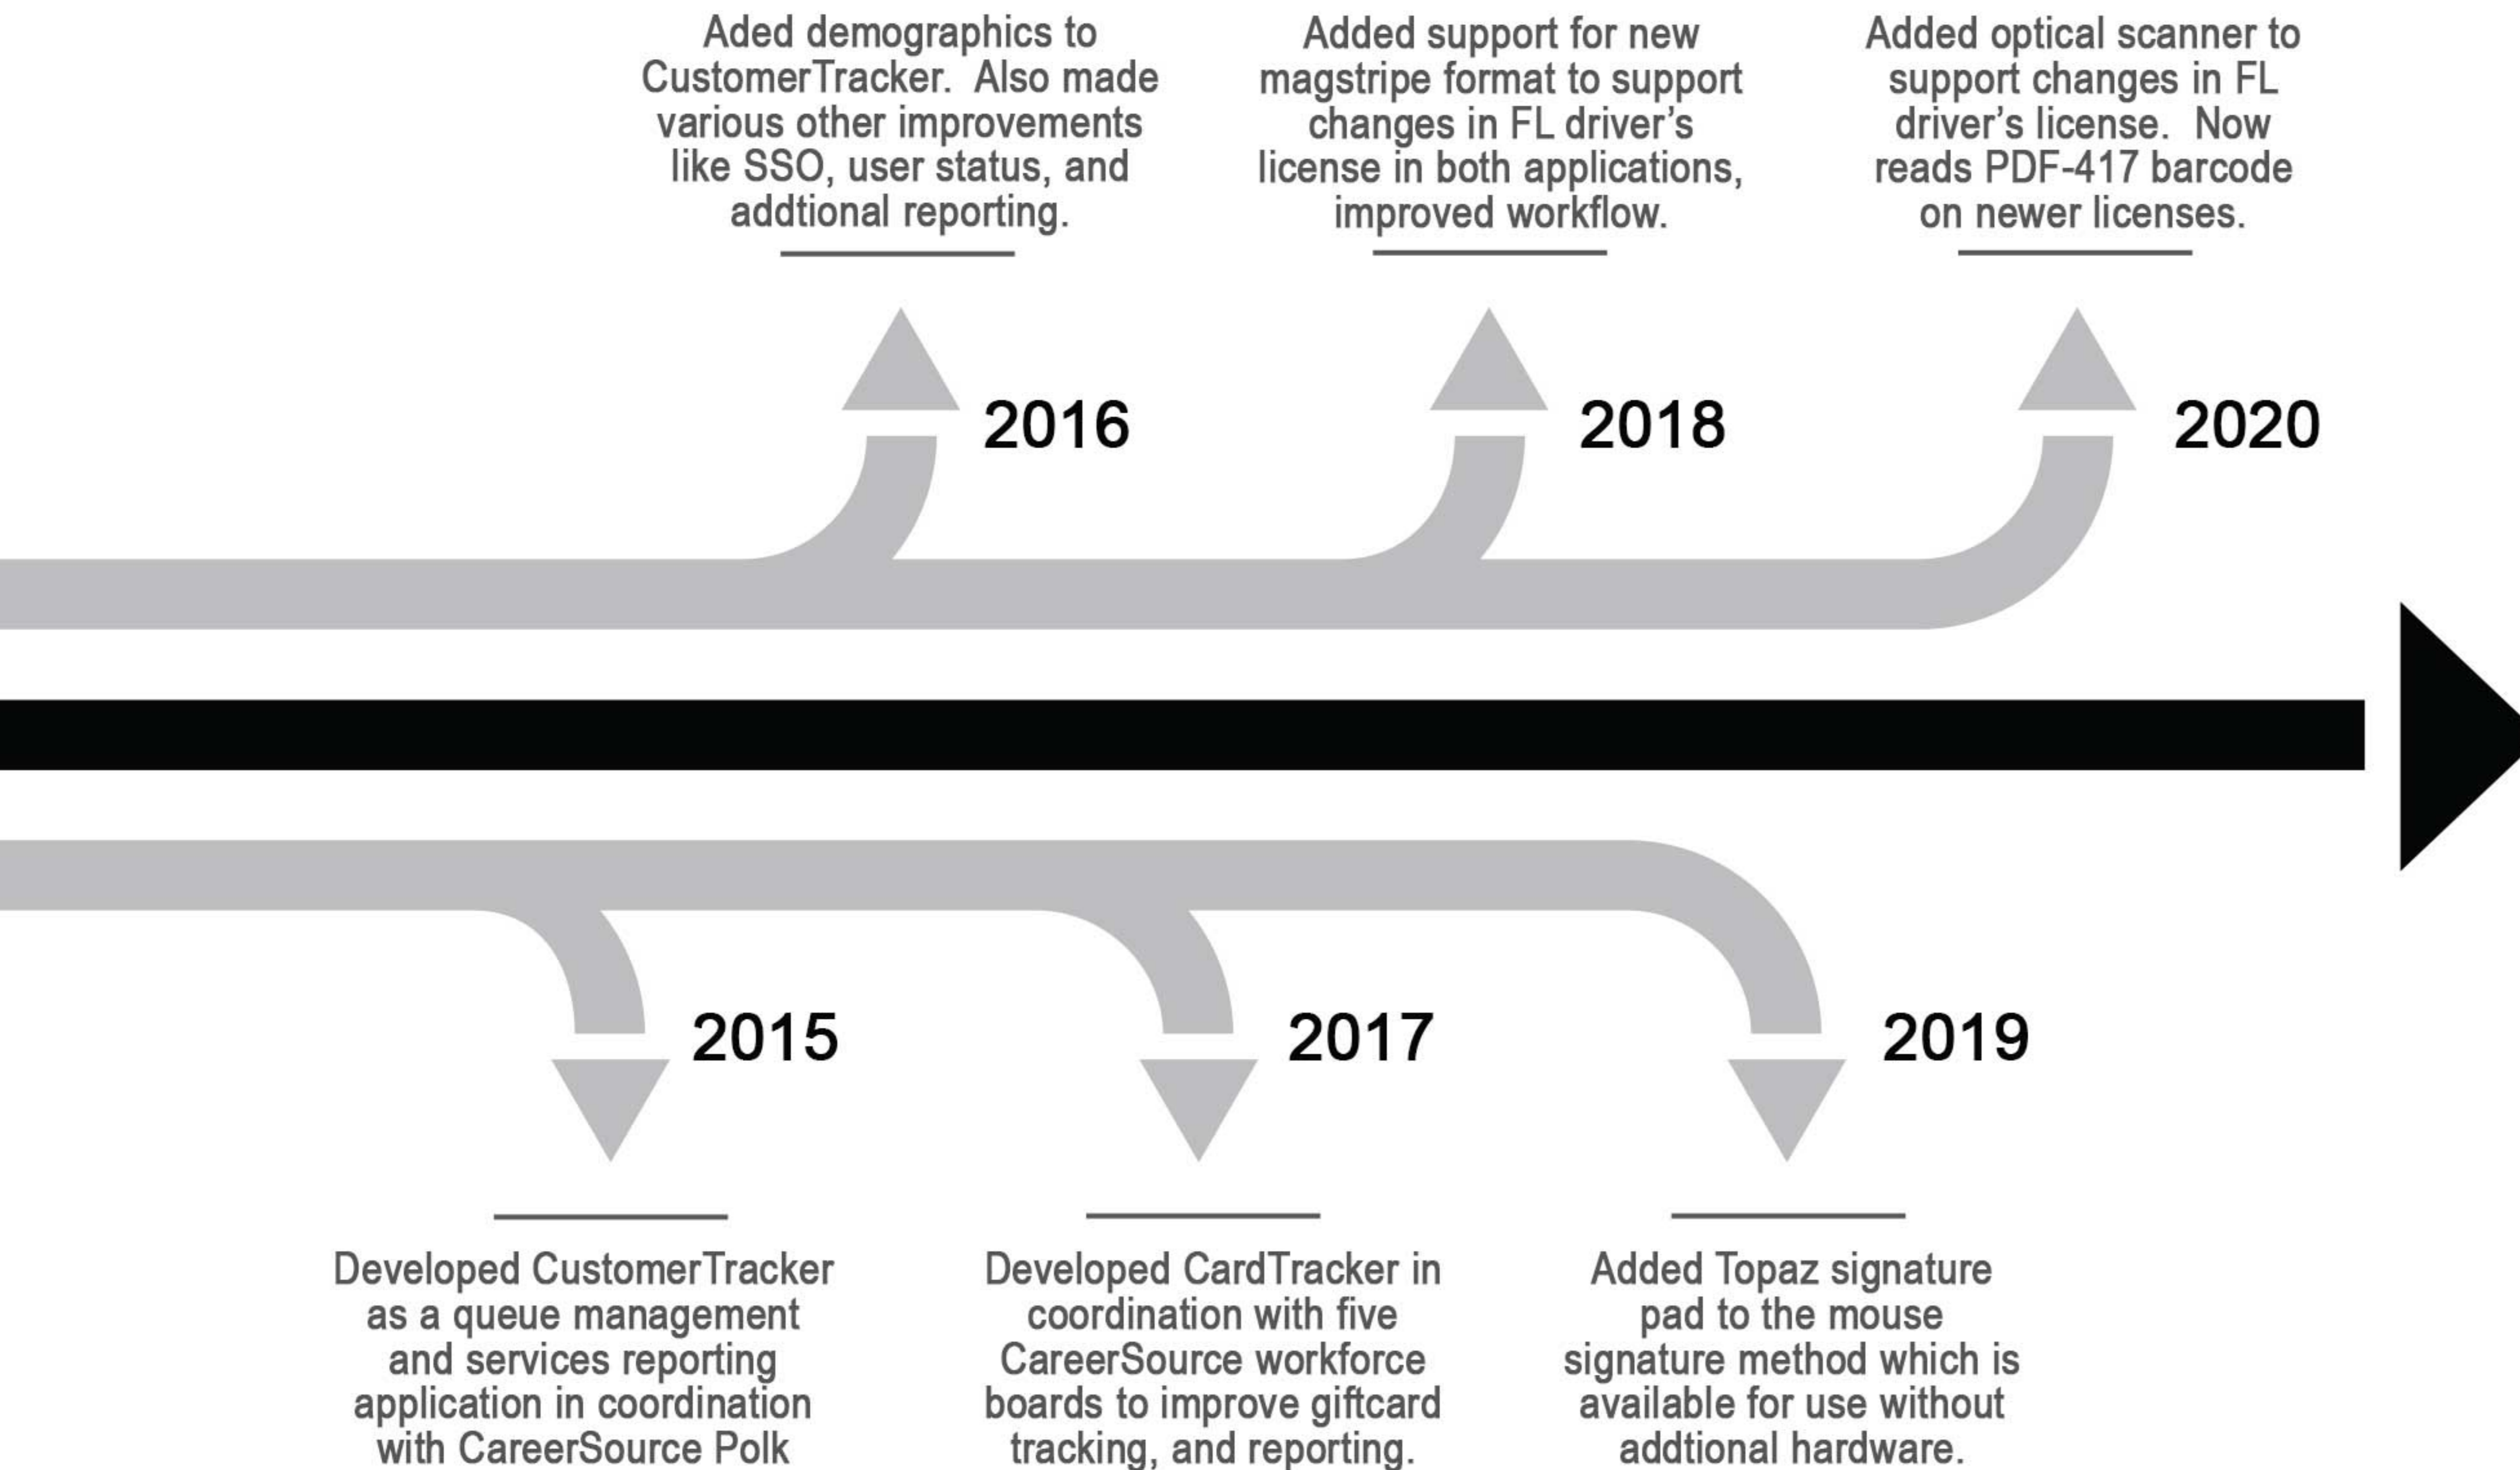 Aded demographics to
CustomerTracker.  Also made
various other improvements
like SSO, user status, and
addtional reporting.
Added support for new
magstripe format to support
changes in FL driver’s
license in both applications,
improved workflow.
Added optical scanner to
support changes in FL
driver’s license.  Now
reads PDF-417 barcode
on newer licenses.
2016
2018
2020
2015
2017
2019
Developed CustomerTracker
as a queue management
and services reporting
application in coordination
with CareerSource Polk
Developed CardTracker in
coordination with five
CareerSource workforce
boards to improve giftcard
tracking, and reporting.
Added Topaz signature
pad to the mouse
signature method which is
available for use without
addtional hardware.